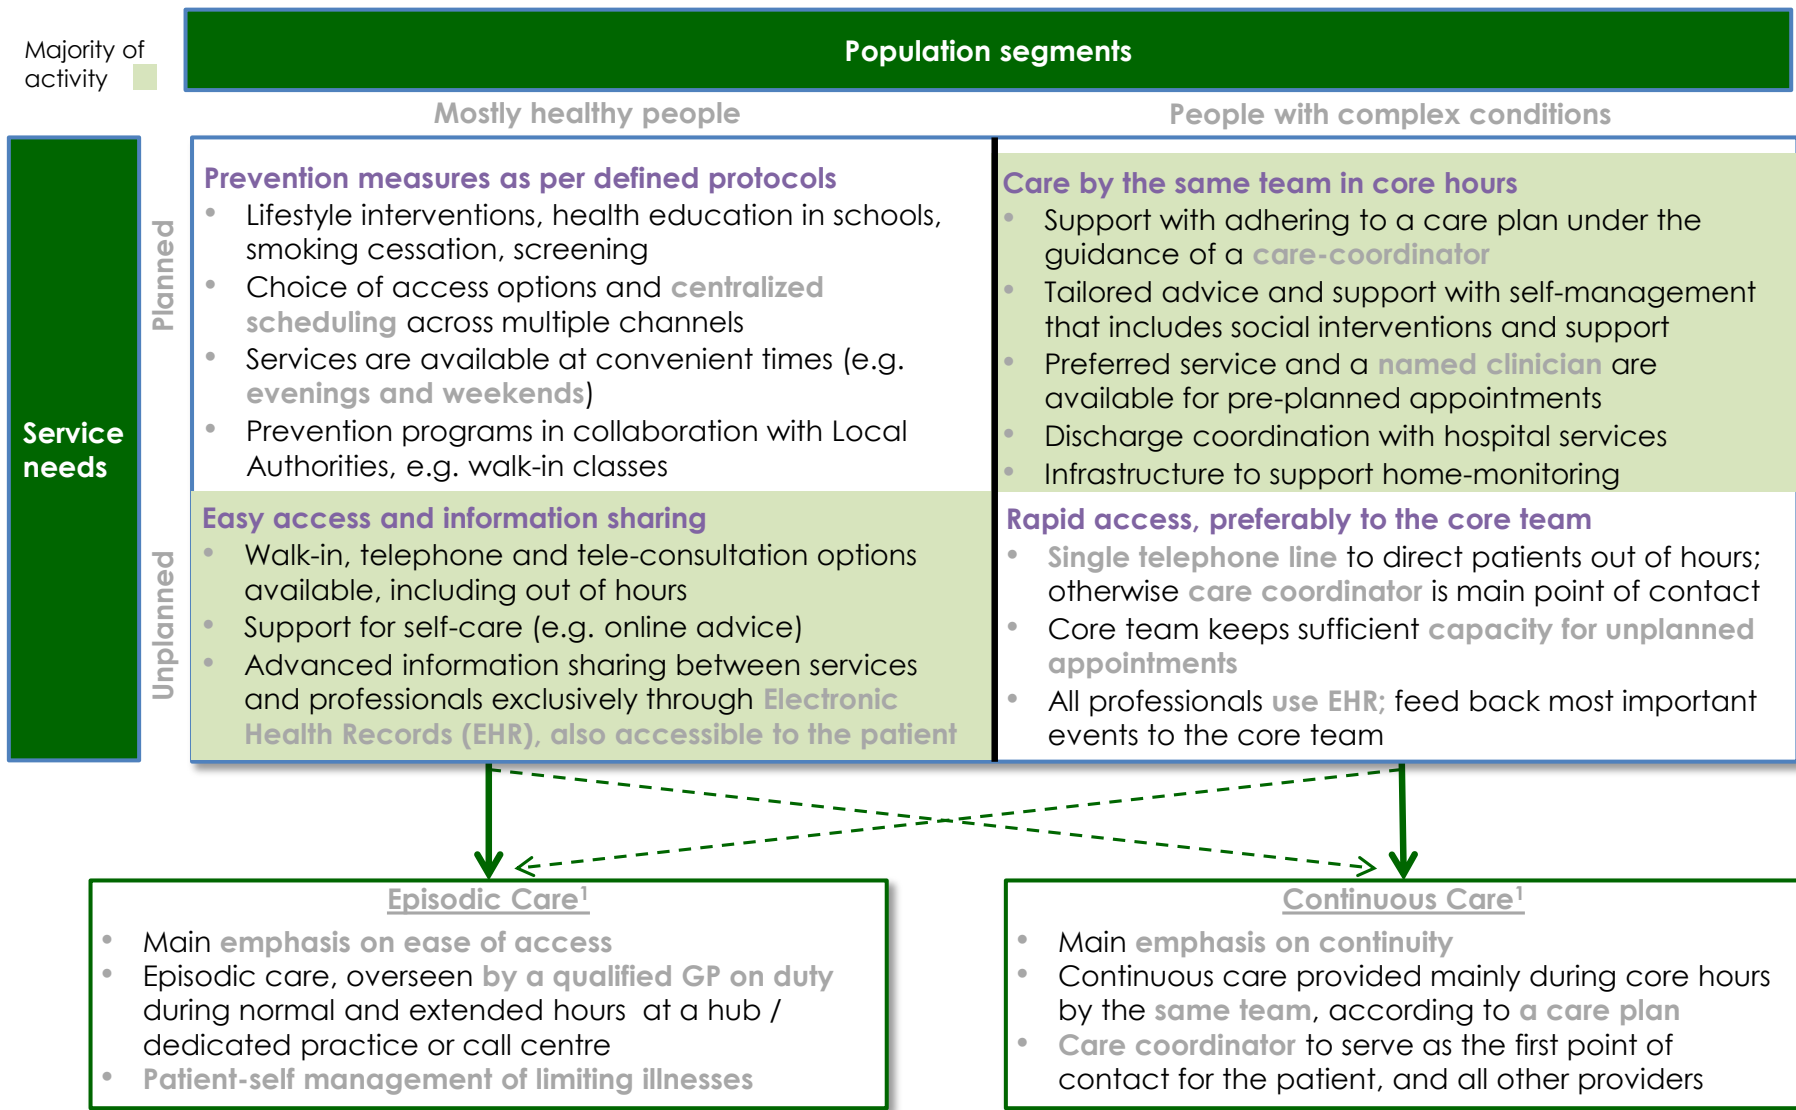 Majority of
activity
Population segments
Mostly healthy people
People with complex conditions
Service
needs
Planned
Prevention measures as per defined protocols
• Lifestyle interventions, health education in schools,
smoking cessation, screening
• Choice of access options and centralized
scheduling across multiple channels
• Services are available at convenient times (e.g.
evenings and weekends)
• Prevention programs in collaboration with Local
Authorities, e.g. walk-in classes
Care by the same team in core hours
• Support with adhering to a care plan under the
guidance of a care-coordinator
• Tailored advice and support with self-management
that includes social interventions and support
• Preferred service and a named clinician are
available for pre-planned appointments
• Discharge coordination with hospital services
• Infrastructure to support home-monitoring
Unplanned
Easy access and information sharing
• Walk-in, telephone and tele-consultation options
available, including out of hours
• Support for self-care (e.g. online advice)
• Advanced information sharing between services
and professionals exclusively through Electronic
Health Records (EHR), also accessible to the patient
Rapid access, preferably to the core team
• Single telephone line to direct patients out of hours;
otherwise care coordinator is main point of contact
• Core team keeps sufficient capacity for unplanned
appointments
• All professionals use EHR; feed back most important
events to the core team
Episodic Care¹
• Main emphasis on ease of access
• Episodic care, overseen by a qualified GP on duty
during normal and extended hours at a hub /
dedicated practice or call centre
• Patient-self management of limiting illnesses
Continuous Care¹
• Main emphasis on continuity
• Continuous care provided mainly during core hours
by the same team, according to a care plan
• Care coordinator to serve as the first point of
contact for the patient, and all other providers